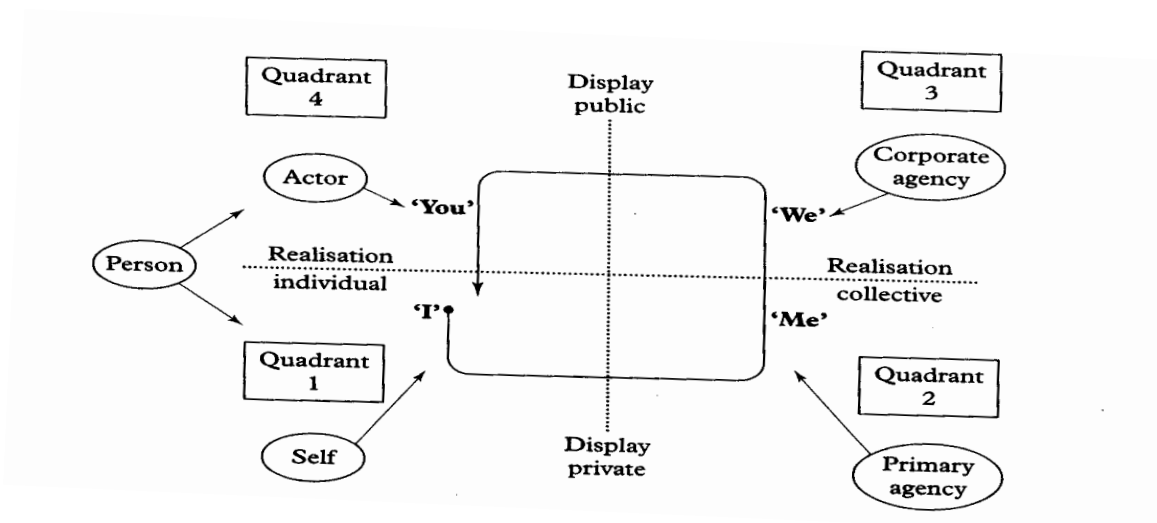 Quadrant
4
Display
public
Quadrant
3
Actor
Corporate
agency
‘You’
‘We’
Person
Realisation
individual
Realisation
collective
‘I’
‘Me’
Quadrant
1
Quadrant
2
Self
Display
private
Primary
agency